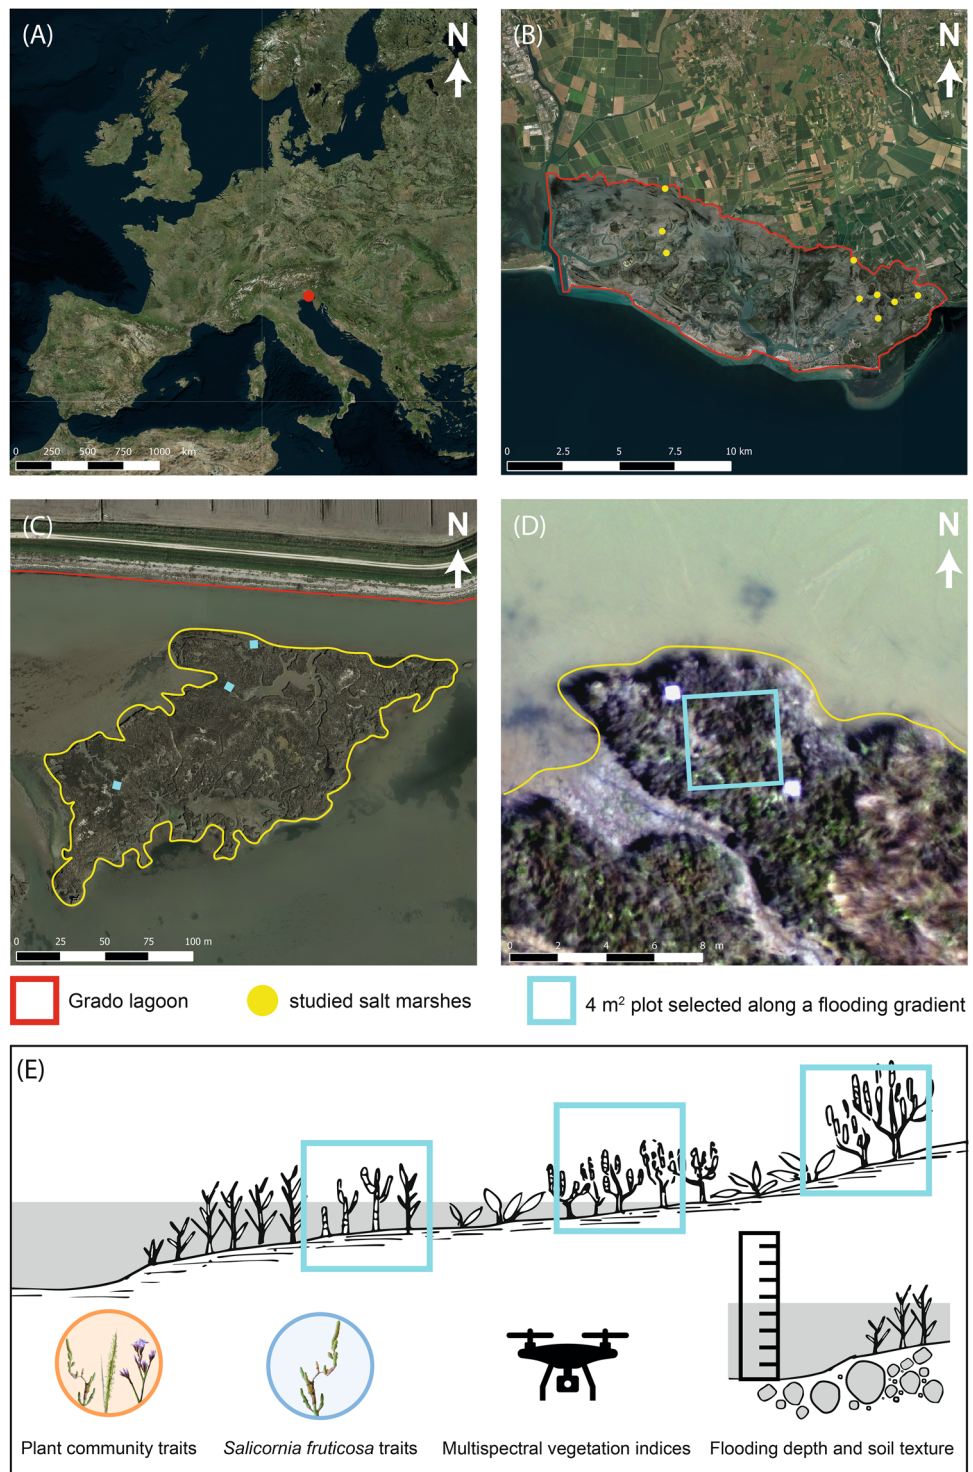 (A)
N
0 250 500 750 1000 km
(B)
N
0 2.5 5 7.5 10 km
(C)
N
0 25 50 75 100 m
(D)
N
0 2 4 6 8 m
Grado lagoon
studied salt marshes
4 m² plot selected along a flooding gradient
(E)
Plant community traits
Salicornia fruticosa traits
Multispectral vegetation indices
Flooding depth and soil texture